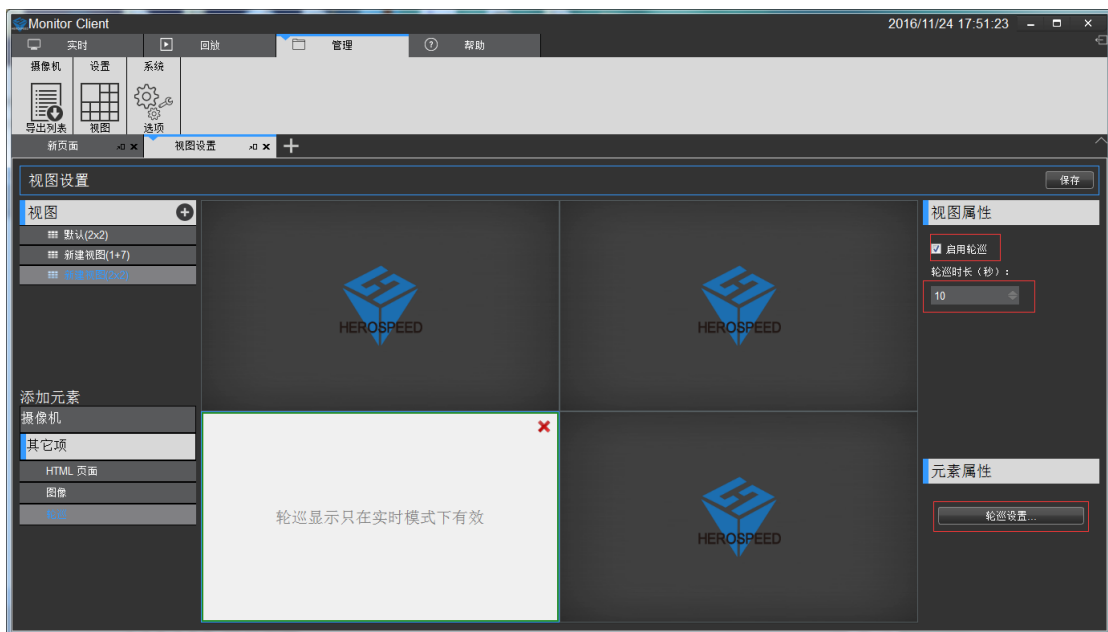 Monitor Client 2016/11/24 17:51:23
实时 回放 管理 帮助
摄像机 设置 系统
导出列表 视图 选项
新页面 视图设置
视图设置 保存
视图
默认(2x2)
新建视图(1+7)
添加元素
摄像机
其它项
HTML 页面
图像
HEROSPEED
HEROSPEED
轮巡显示只在实时模式下有效
HEROSPEED
视图属性
启用轮巡
轮巡时长（秒）：
10
元素属性
轮巡设置...